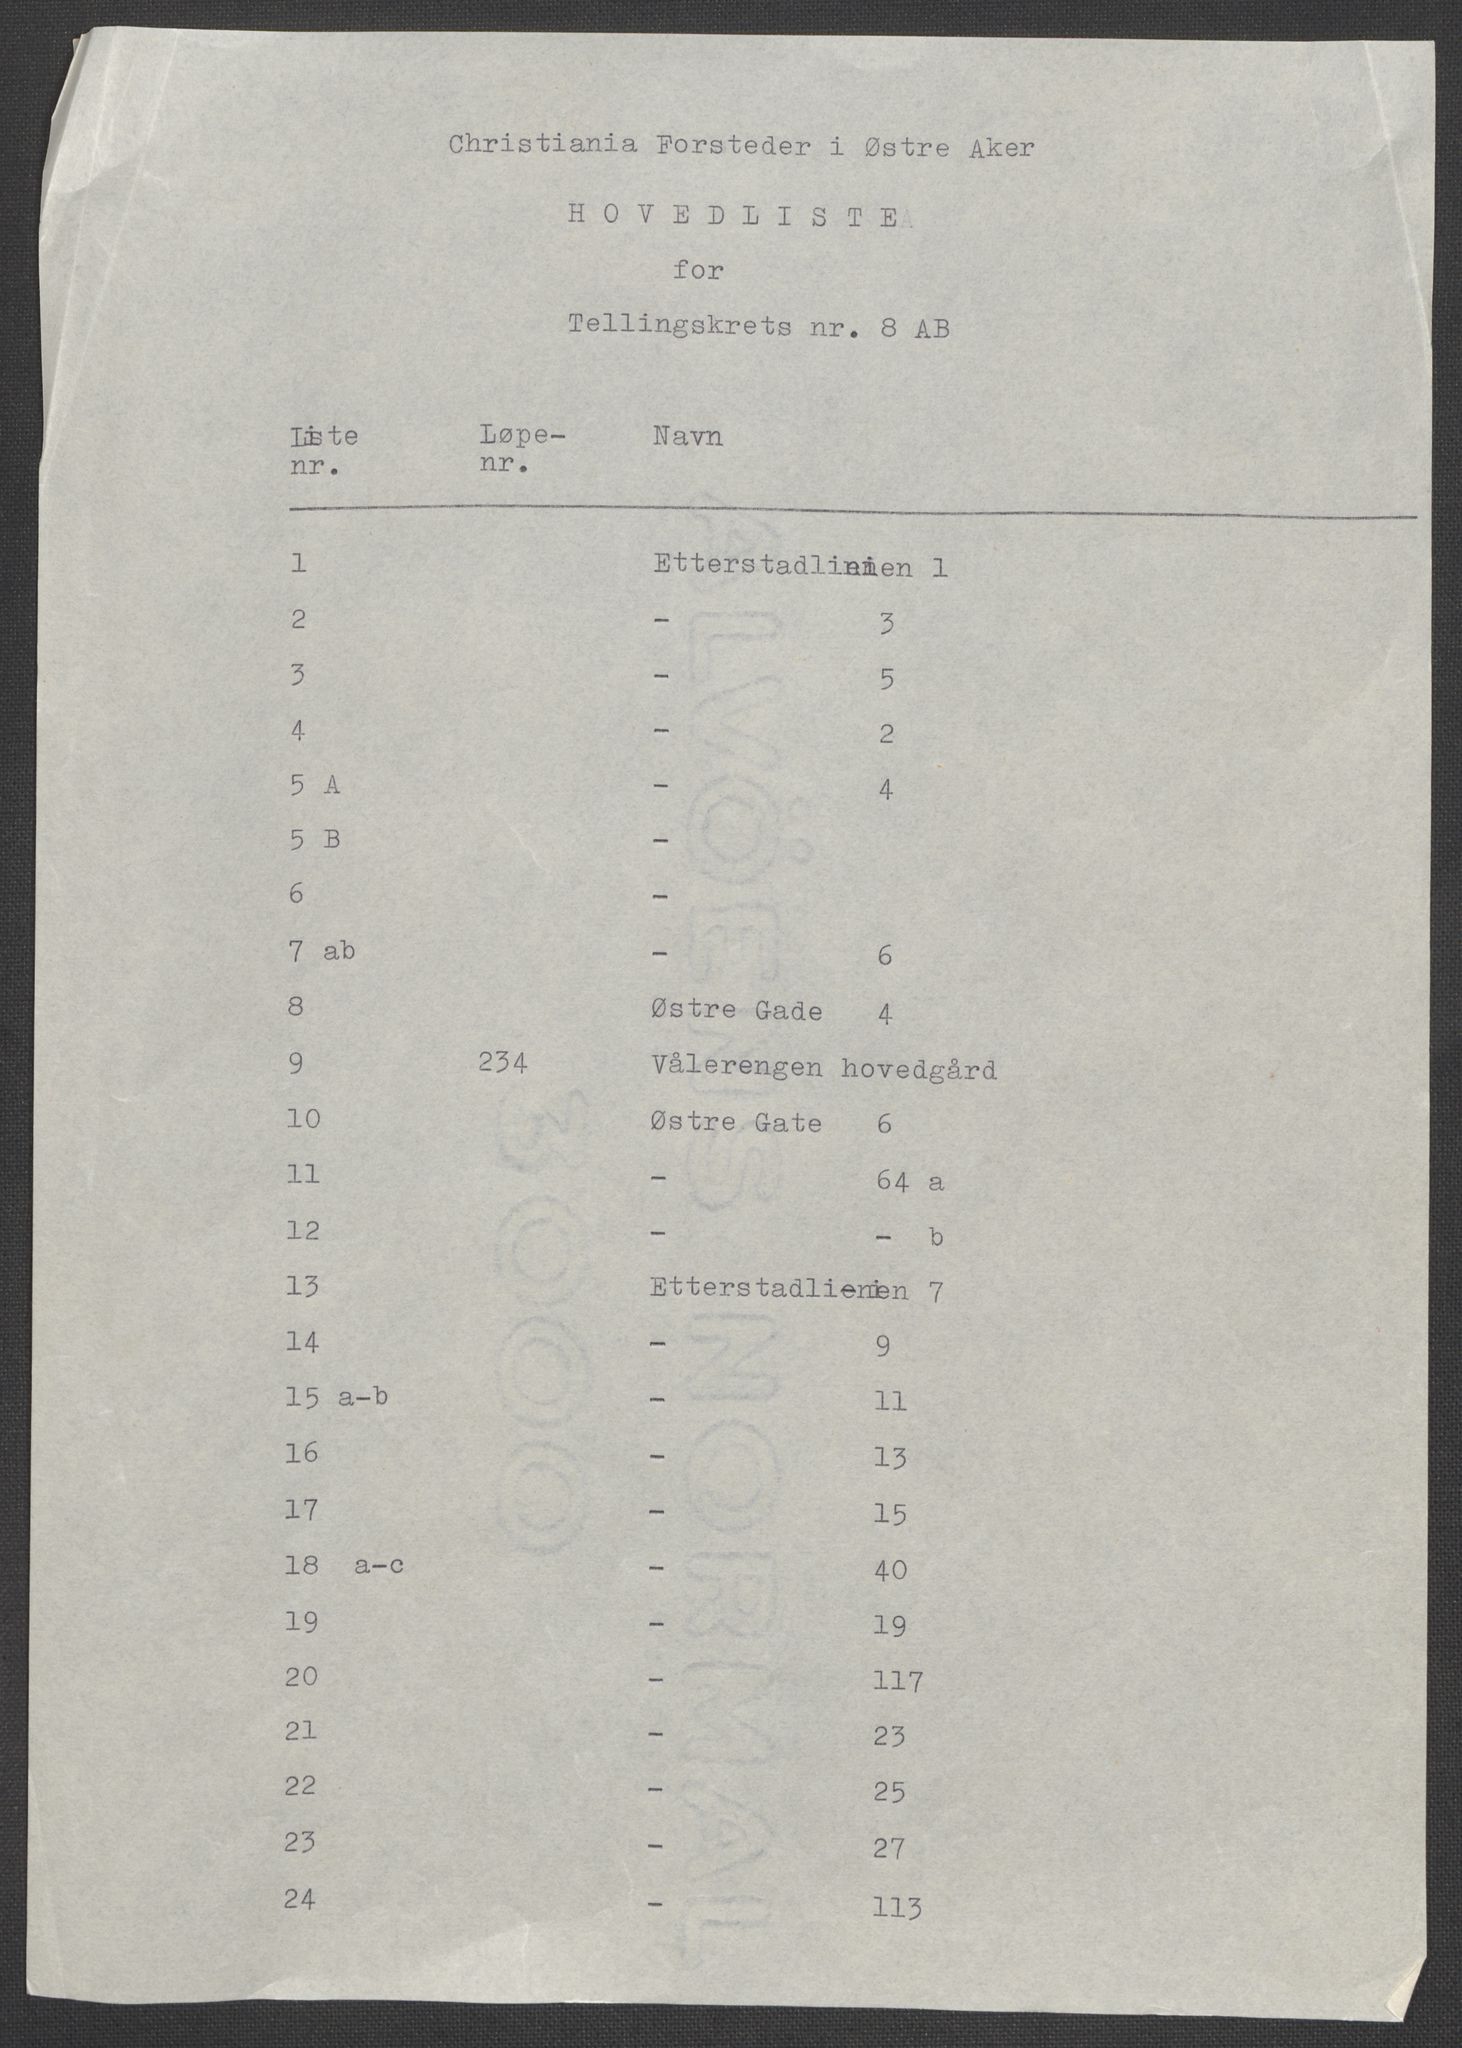 Christiania Forsteder i Østre Aker
H O V E D L I S T E
for
Tellingskrets nr. 8 AB
Liste nr. Løpe- nr. Navn
1 Etterstadlinien 1
2 - 3
3 - 5
4 - 2
5 A - 4
5 B -
6 -
7 ab - 6
8 Østre Gade 4
9 234 Vålerengen hovedgård
10 Østre Gate 6
11 - 64 a
12 - - b
13 Etterstadlinien 7
14 - 9
15 a-b - 11
16 - 13
17 - 15
18 a-c - 40
19 - 19
20 - 117
21 - 23
22 - 25
23 - 27
24 - 113